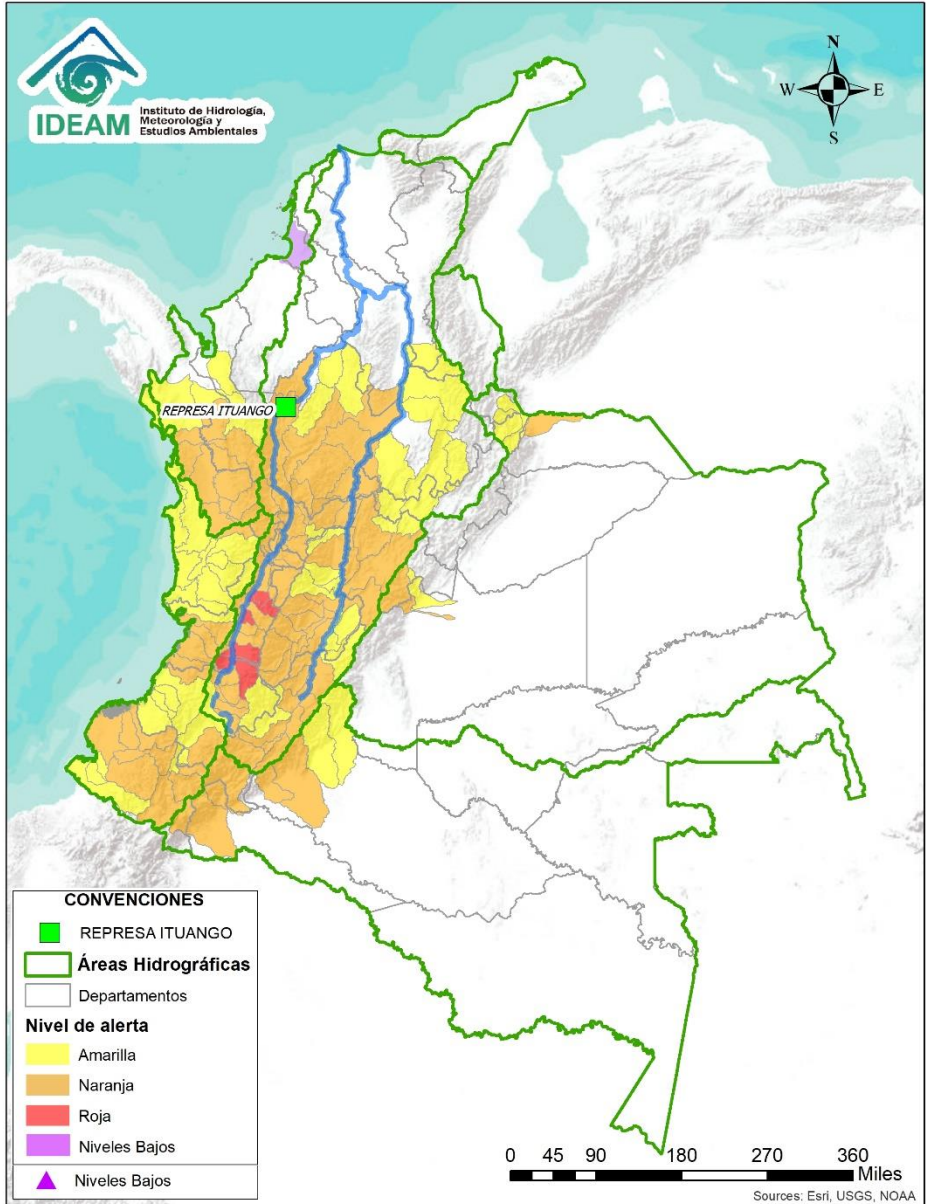 IDEAM
Instituto de Hidrología,
Meteorología y
Estudios Ambientales
N
W
E
S
REPRESA ITUANGO
CONVENCIONES
REPRESA ITUANGO
Áreas Hidrográficas
Departamentos
Nivel de alerta
Amarilla
Naranja
Roja
Niveles Bajos
Niveles Bajos
0 45 90 180 270 360
Miles
Sources: Esri, USGS, NOAA